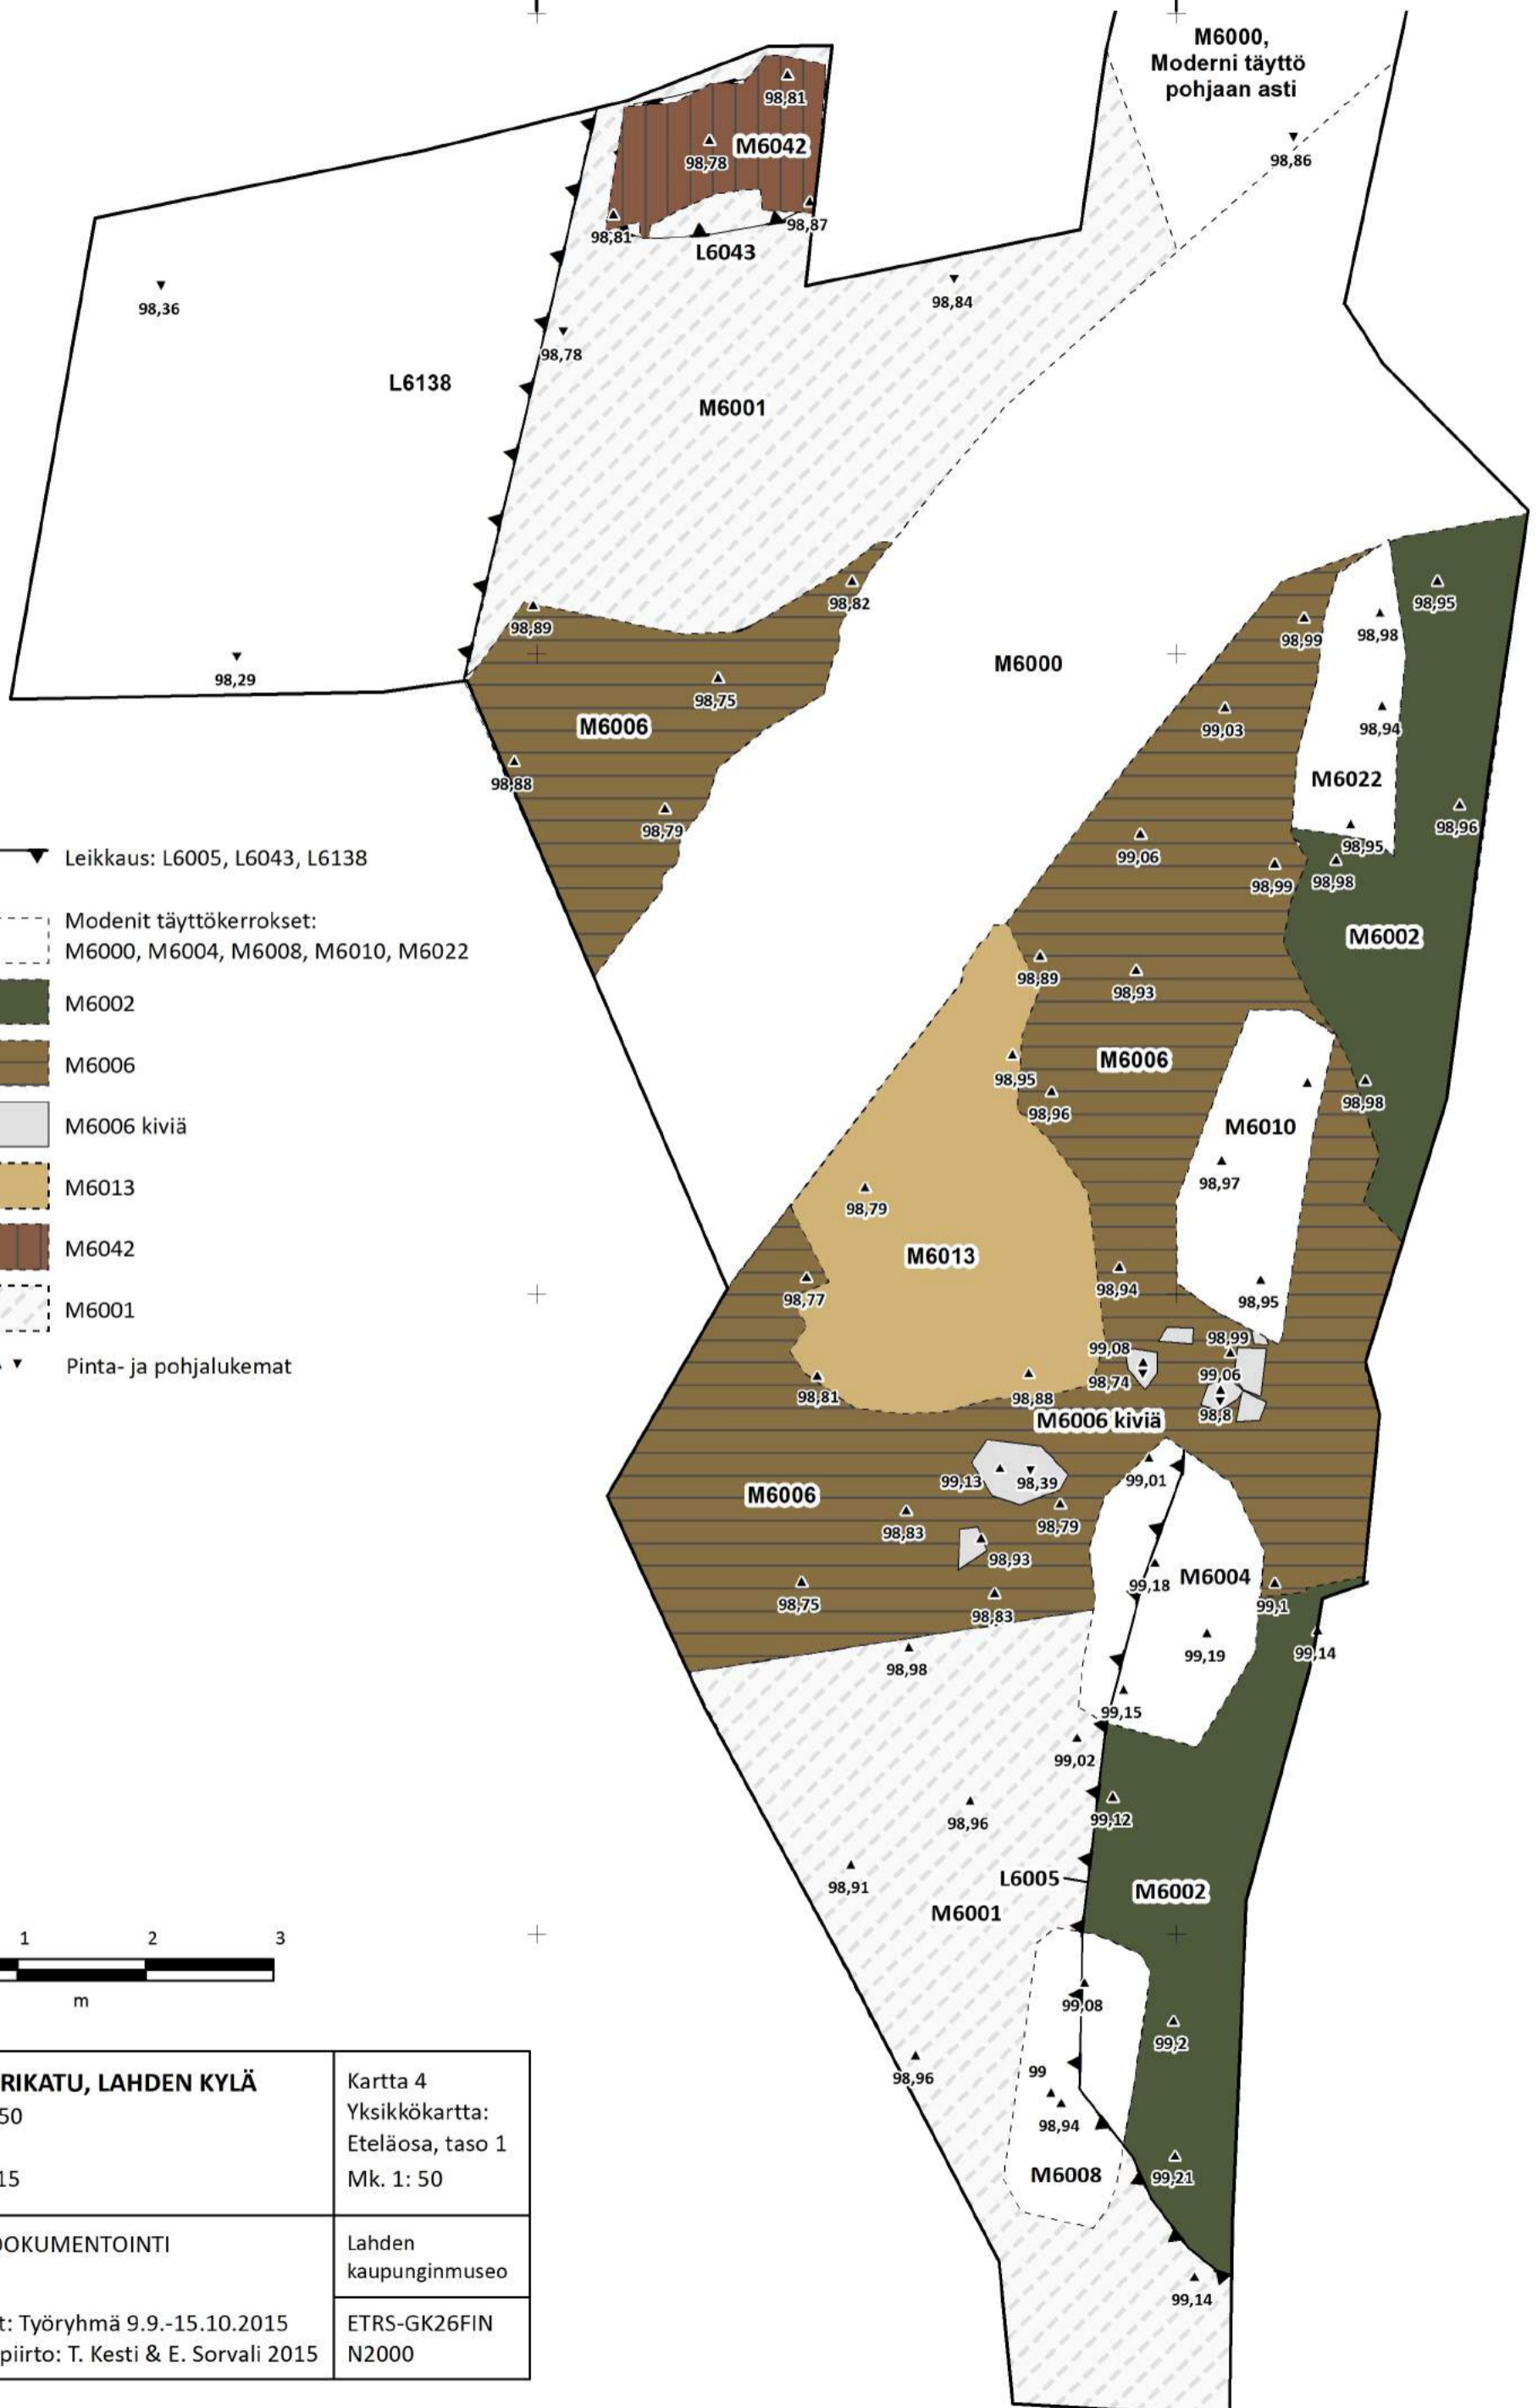 M6000,
Moderni täyttö
pohjaan asti
98,81
M6042
98,78
98,86
98,81
98,87
L6043
98,36
98,84
98,78
L6138
M6001
98,82
98,95
98,89
98,99
98,98
M6000
98,29
98,75
M6006
99,03
98,94
98,88
M6022
98,79
98,96
98,95
99,06
98,99
98,98
Leikkaus: L6005, L6043, L6138
Modenit täyttökerrokset:
M6000, M6004, M6008, M6010, M6022
M6002
M6006
M6006 kiviä
M6013
M6042
M6001
Pinta- ja pohjalukemat
M6002
98,89
98,93
M6006
98,95
98,96
98,98
M6010
98,97
98,79
M6013
98,94
98,77
98,95
99,08
98,99
98,74
99,06
98,81
98,88
98,8
M6006 kiviä
99,13
98,39
99,01
M6006
98,83
98,79
98,93
99,18
M6004
98,75
98,83
99,1
98,98
99,19
99,14
99,15
99,02
98,96
99,12
L6005
98,91
M6002
M6001
99,08
99,2
99
98,96
98,94
M6008
99,21
99,14
1 2 3
m
RIKATU, LAHDEN KYLÄ
50
15
Kartta 4
Yksikkökartta:
Eteläosa, taso 1
Mk. 1: 50
OKUMENTOINTI
Lahden
kaupunginmuseo
t: Työryhmä 9.9.-15.10.2015
piirto: T. Kesti & E. Sorvali 2015
ETRS-GK26FIN
N2000